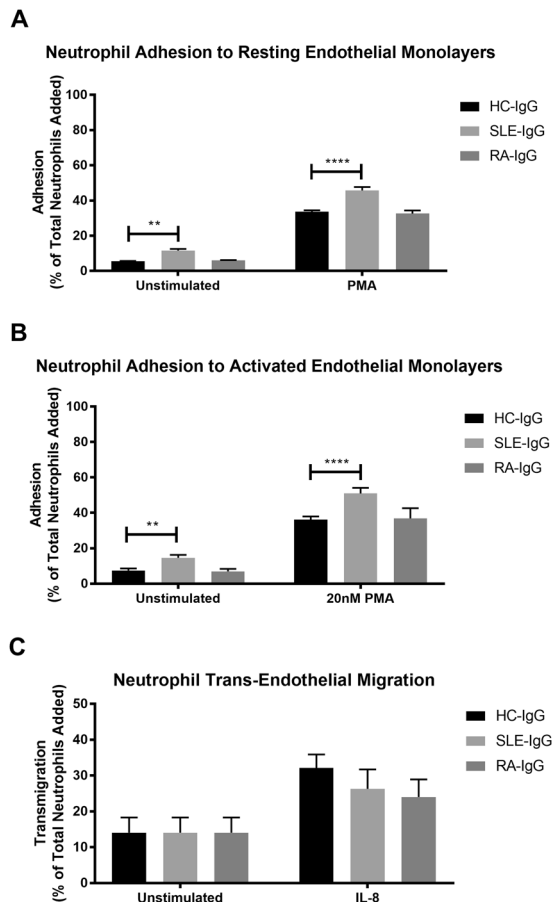 A
Neutrophil Adhesion to Resting Endothelial Monolayers
Adhesion
(% of Total Neutrophils Added)
100
80
60
40
20
0
**
****
Unstimulated
PMA
HC-IgG
SLE-IgG
RA-IgG
B
Neutrophil Adhesion to Activated Endothelial Monolayers
Adhesion
(% of Total Neutrophils Added)
100
80
60
40
20
0
**
****
Unstimulated
20nM PMA
HC-IgG
SLE-IgG
RA-IgG
C
Neutrophil Trans-Endothelial Migration
Transmigration
(% of Total Neutrophils Added)
50
40
30
20
10
0
Unstimulated
IL-8
HC-IgG
SLE-IgG
RA-IgG